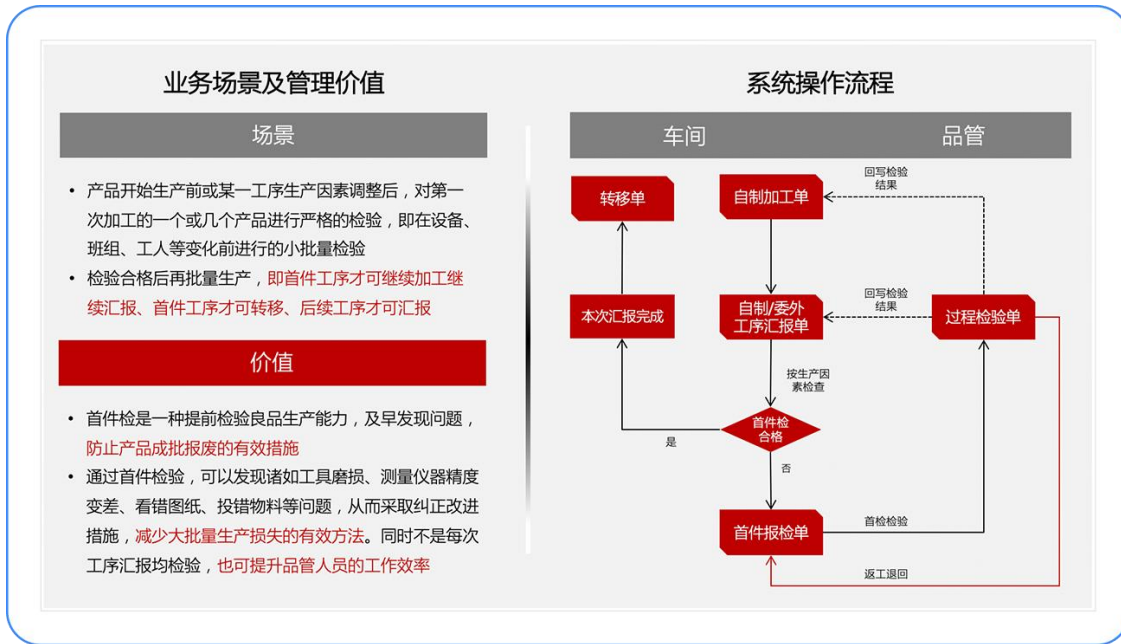 业务场景及管理价值
场景
• 产品开始生产前或某一工序生产因素调整后，对第一
次加工的一个或几个产品进行严格的检验，即在设备、
班组、工人等变化前进行的小批量检验
• 检验合格后再批量生产，即首件工序才可继续加工继
续汇报、首件工序才可转移、后续工序才可汇报
价值
• 首件检是一种提前检验良品生产能力，及早发现问题，
防止产品成批报废的有效措施
• 通过首件检验，可以发现诸如工具磨损、测量仪器精度
变差、看错图纸、投错物料等问题，从而采取纠正改进
措施，减少大批量生产损失的有效方法。同时不是每次
工序汇报均检验，也可提升品管人员的工作效率
系统操作流程
车间
品管
转移单
自制加工单
回写检验
结果
本次汇报完成
自制/委外
工序汇报单
回写检验
结果
过程检验单
按生产因
素检查
首件检
合格
是
否
首件报检单
首检检验
返工退回